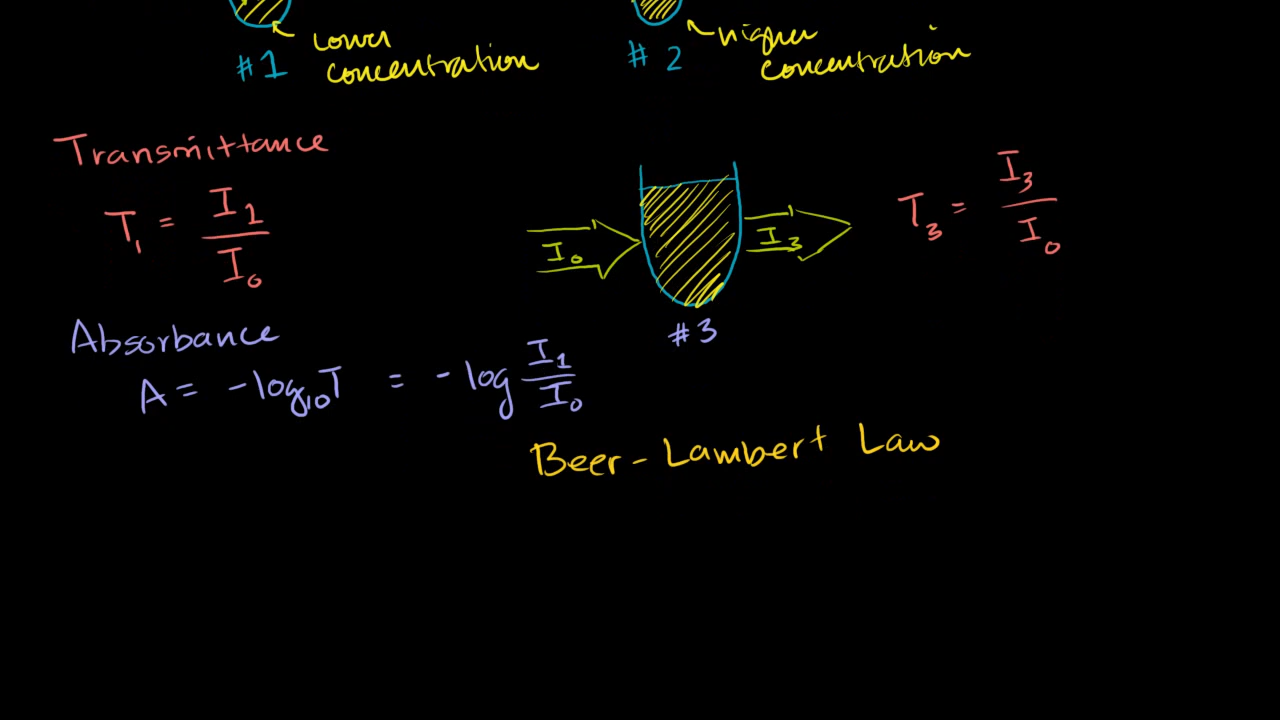 lower
concentration
#1
higher
concentration
#2
Transmittance
T₁ = I₁/I₀
I₀
I₃
#3
T₃ = I₃/I₀
Absorbance
A = -log₁₀T = -log I₁/I₀
Beer-Lambert Law